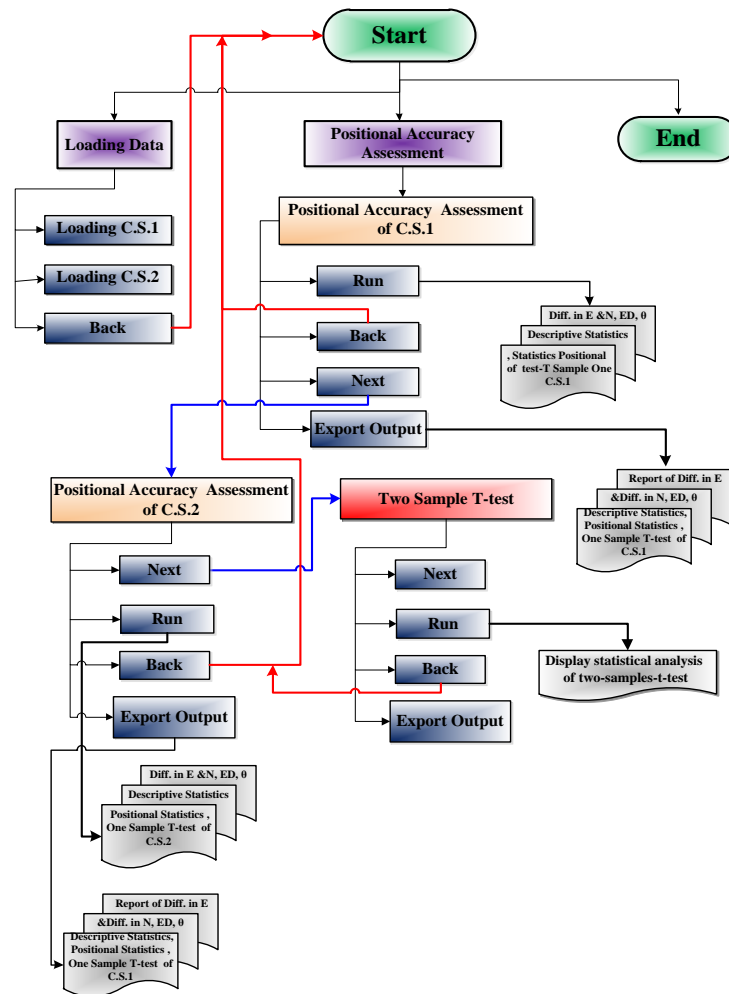 Start
Loading Data
Positional Accuracy
Assessment
End
Loading C.S.1
Loading C.S.2
Back
Positional Accuracy Assessment
of C.S.1
Run
Back
Next
Export Output
Diff. in E &N, ED, θ
Descriptive Statistics
, Statistics Positional
of test-T Sample One
C.S.1
Report of Diff. in E
&Diff. in N, ED, θ
Descriptive Statistics,
Positional Statistics ,
One Sample T-test of
C.S.1
Positional Accuracy Assessment
of C.S.2
Next
Run
Back
Export Output
Two Sample T-test
Next
Run
Back
Export Output
Display statistical analysis
of two-samples-t-test
Diff. in E &N, ED, θ
Descriptive Statistics
Positional Statistics ,
One Sample T-test of
C.S.2
Report of Diff. in E
&Diff. in N, ED, θ
Descriptive Statistics,
Positional Statistics ,
One Sample T-test of
C.S.1